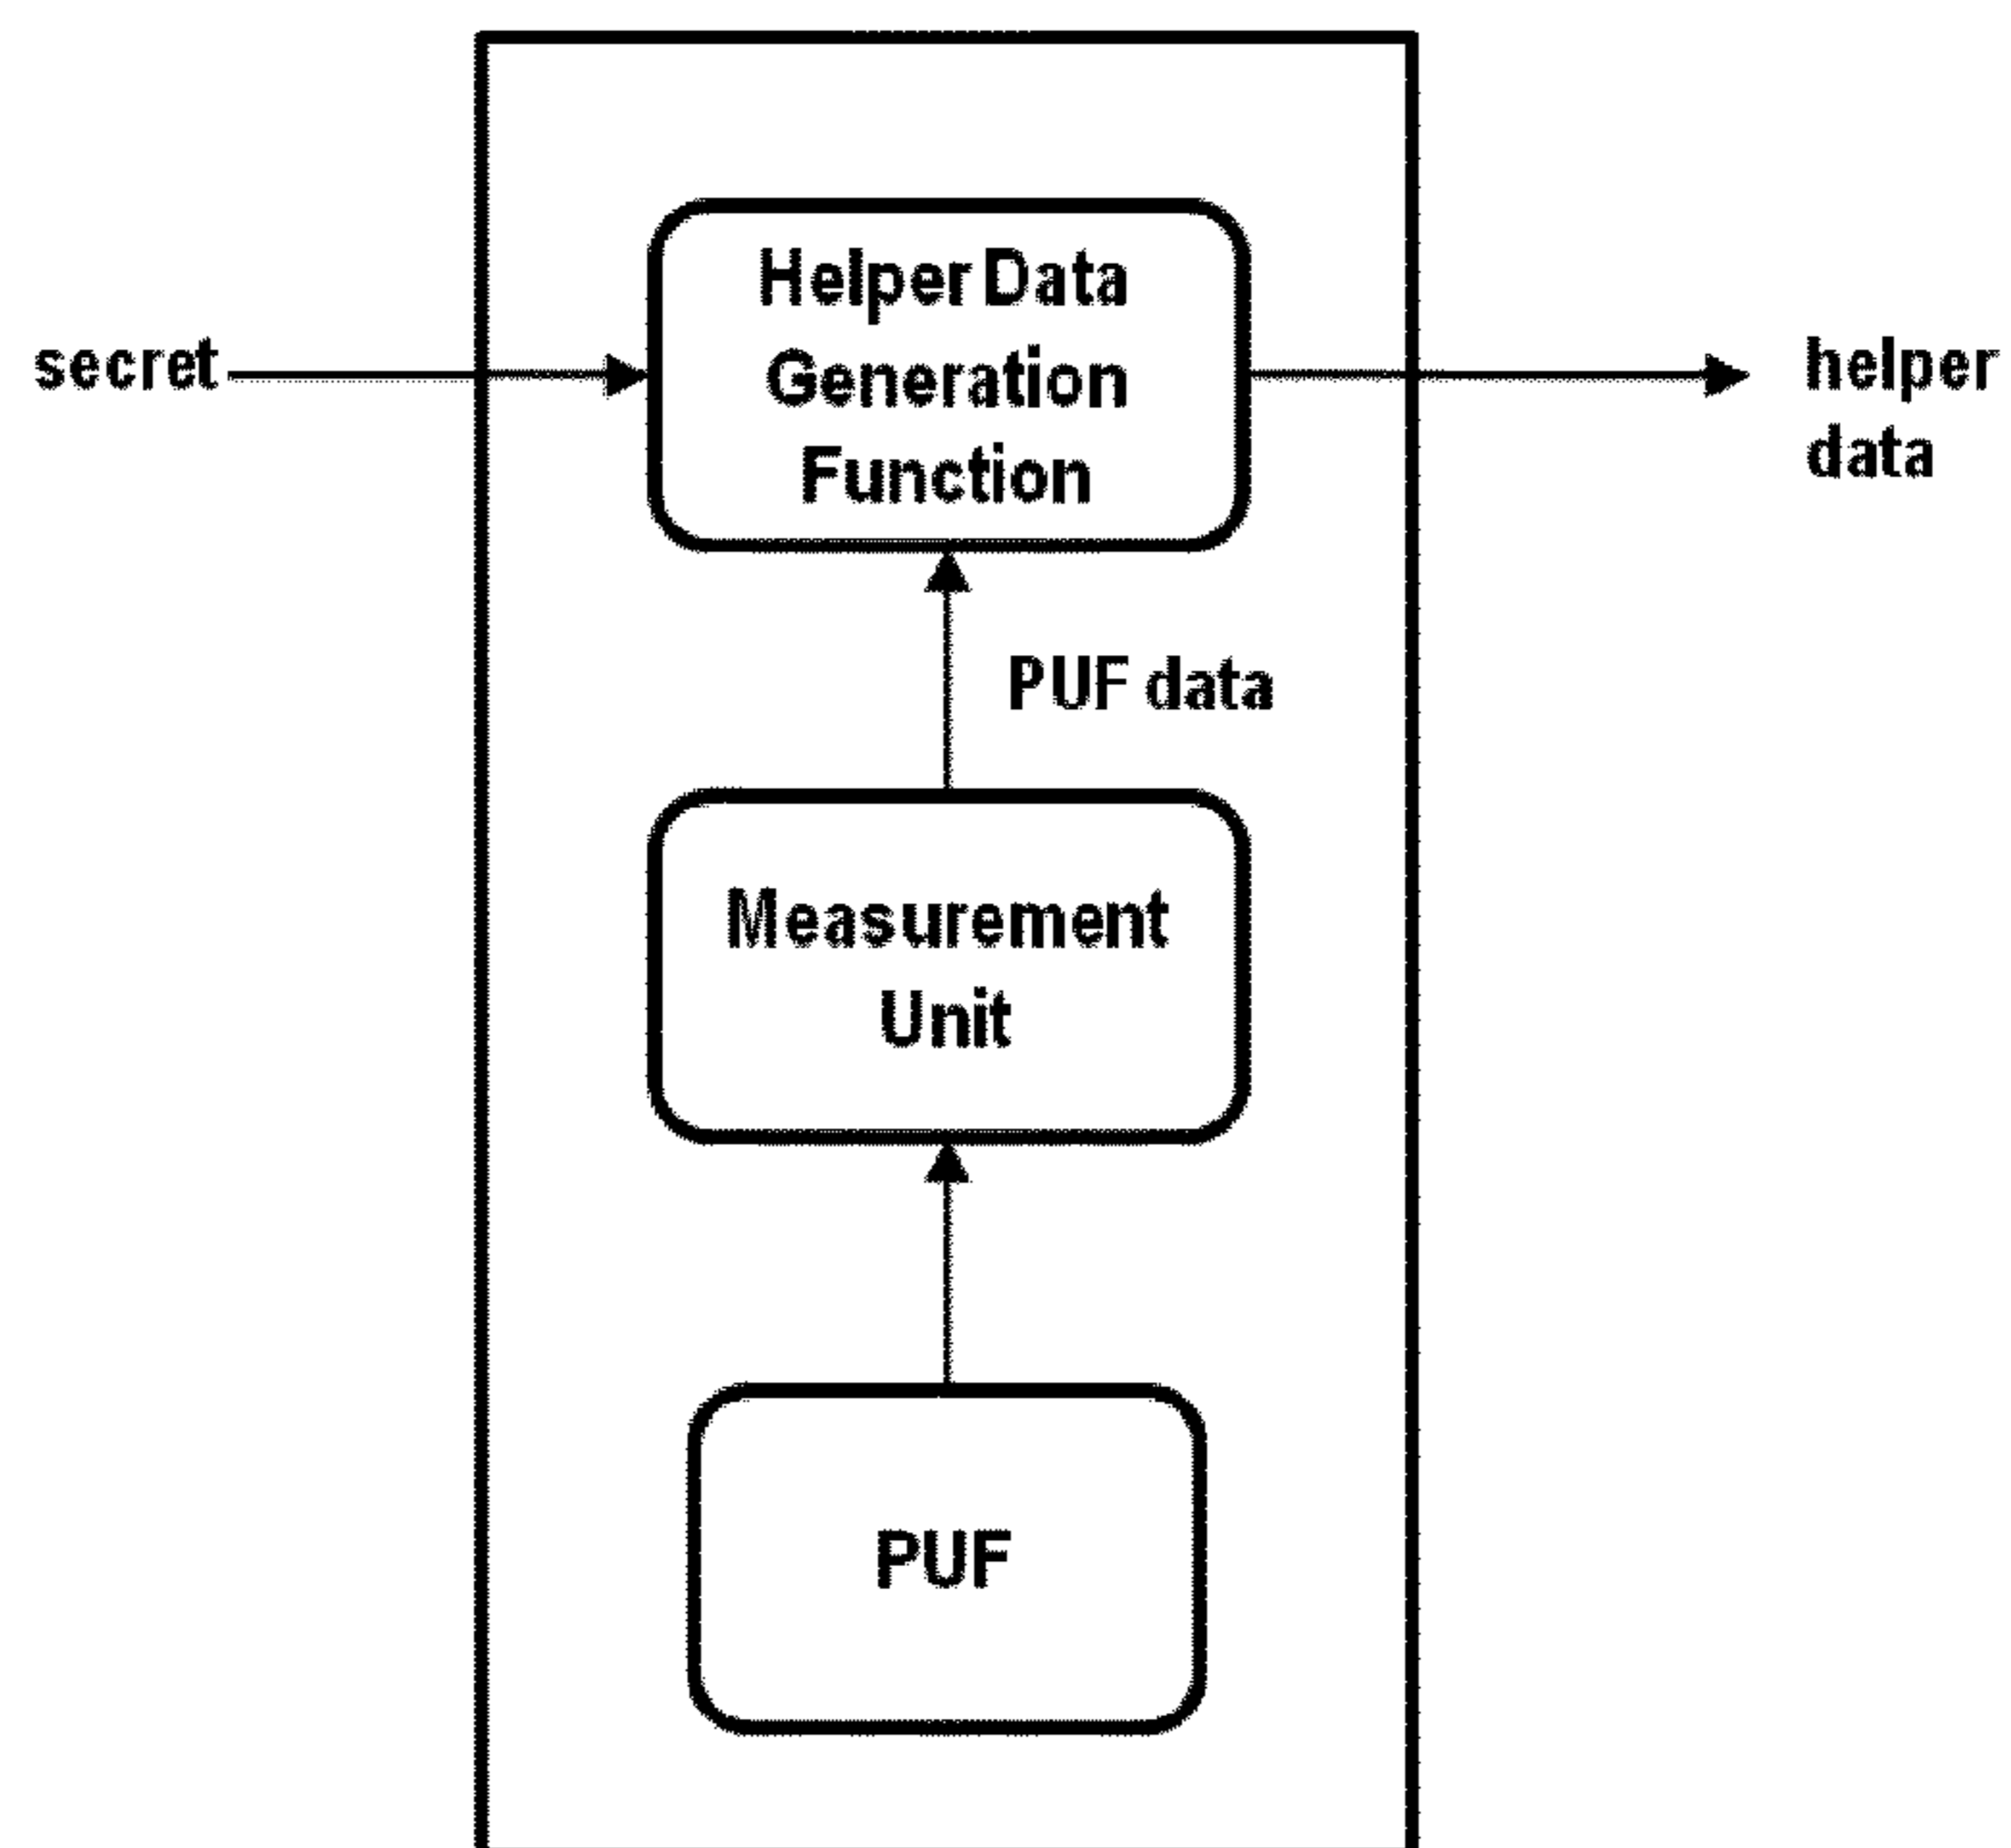 Helper Data
Generation
Function
secret
helper
data
PUF data
Measurement
Unit
PUF